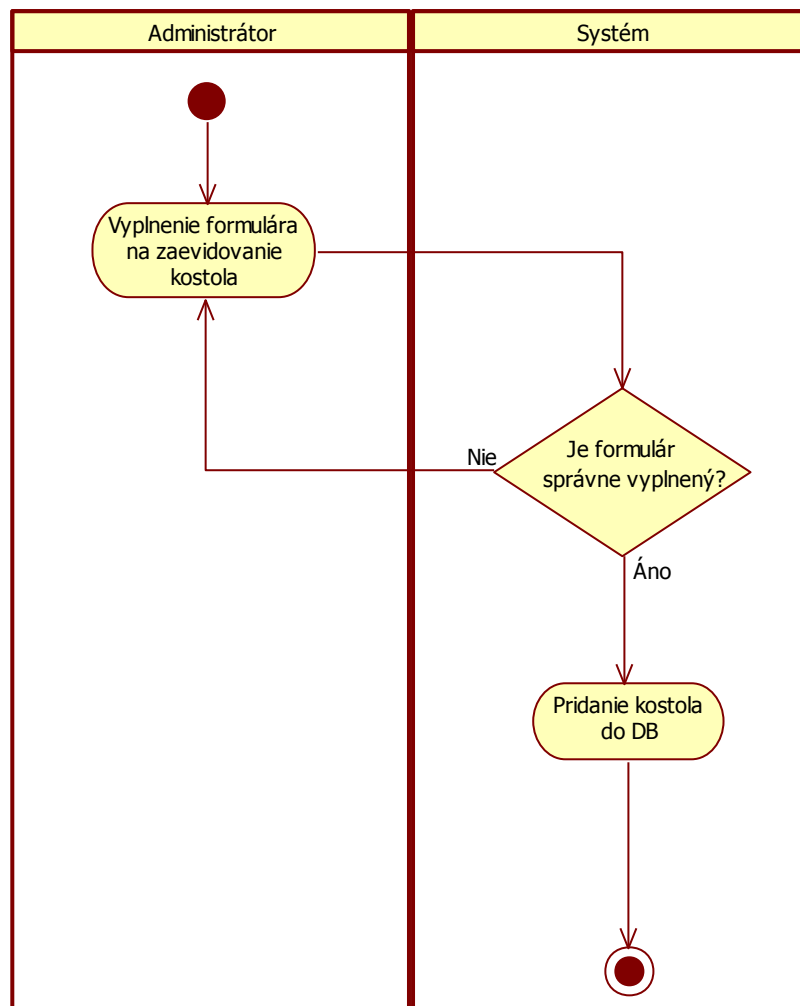 Administrátor
Systém
Vyplnenie formulára
na zaevidovanie
kostola
Je formulár
správne vyplnený?
Nie
Áno
Pridanie kostola
do DB